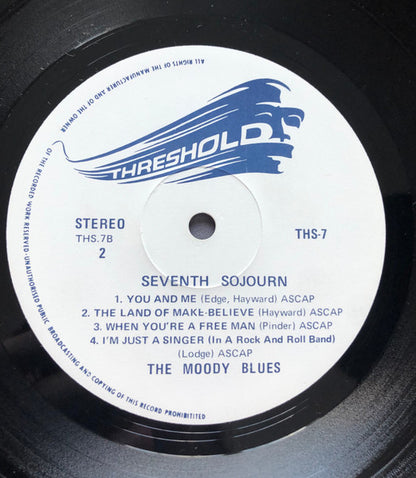 ALL RIGHTS OF THE MANUFACTURER AND OF THE OWNER
OF THE RECORDED WORK RESERVED-UNAUTHORISED PUBLIC
BROADCASTING AND COPYING OF THIS RECORD PROHIBITITED
THRESHOLD
STEREO
THS.7B
2
THS-7
SEVENTH SOJOURN
1. YOU AND ME (Edge, Hayward) ASCAP
2. THE LAND OF MAKE-BELIEVE (Hayward) ASCAP
3. WHEN YOU'RE A FREE MAN (Pinder) ASCAP
4. I'M JUST A SINGER (In A Rock And Roll Band)
(Lodge) ASCAP
THE MOODY BLUES